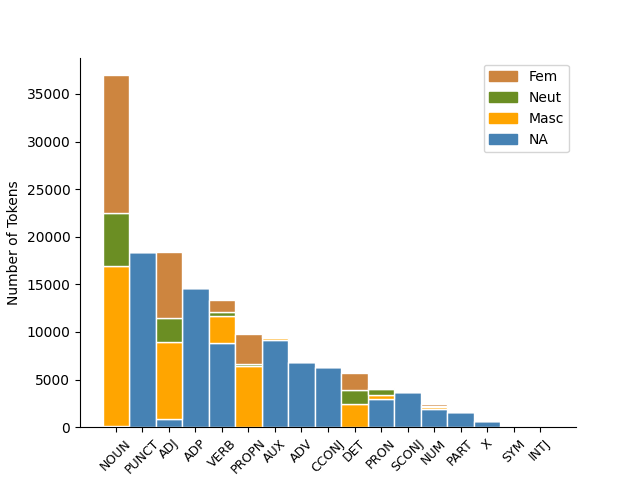 Number of Tokens
35000
30000
25000
20000
15000
10000
5000
0
Fem
Neut
Masc
NA
NOUN
PUNCT
ADJ
ADP
VERB
PROPN
AUX
ADV
CCONJ
DET
PRON
SCONJ
NUM
PART
X
SYM
INTJ